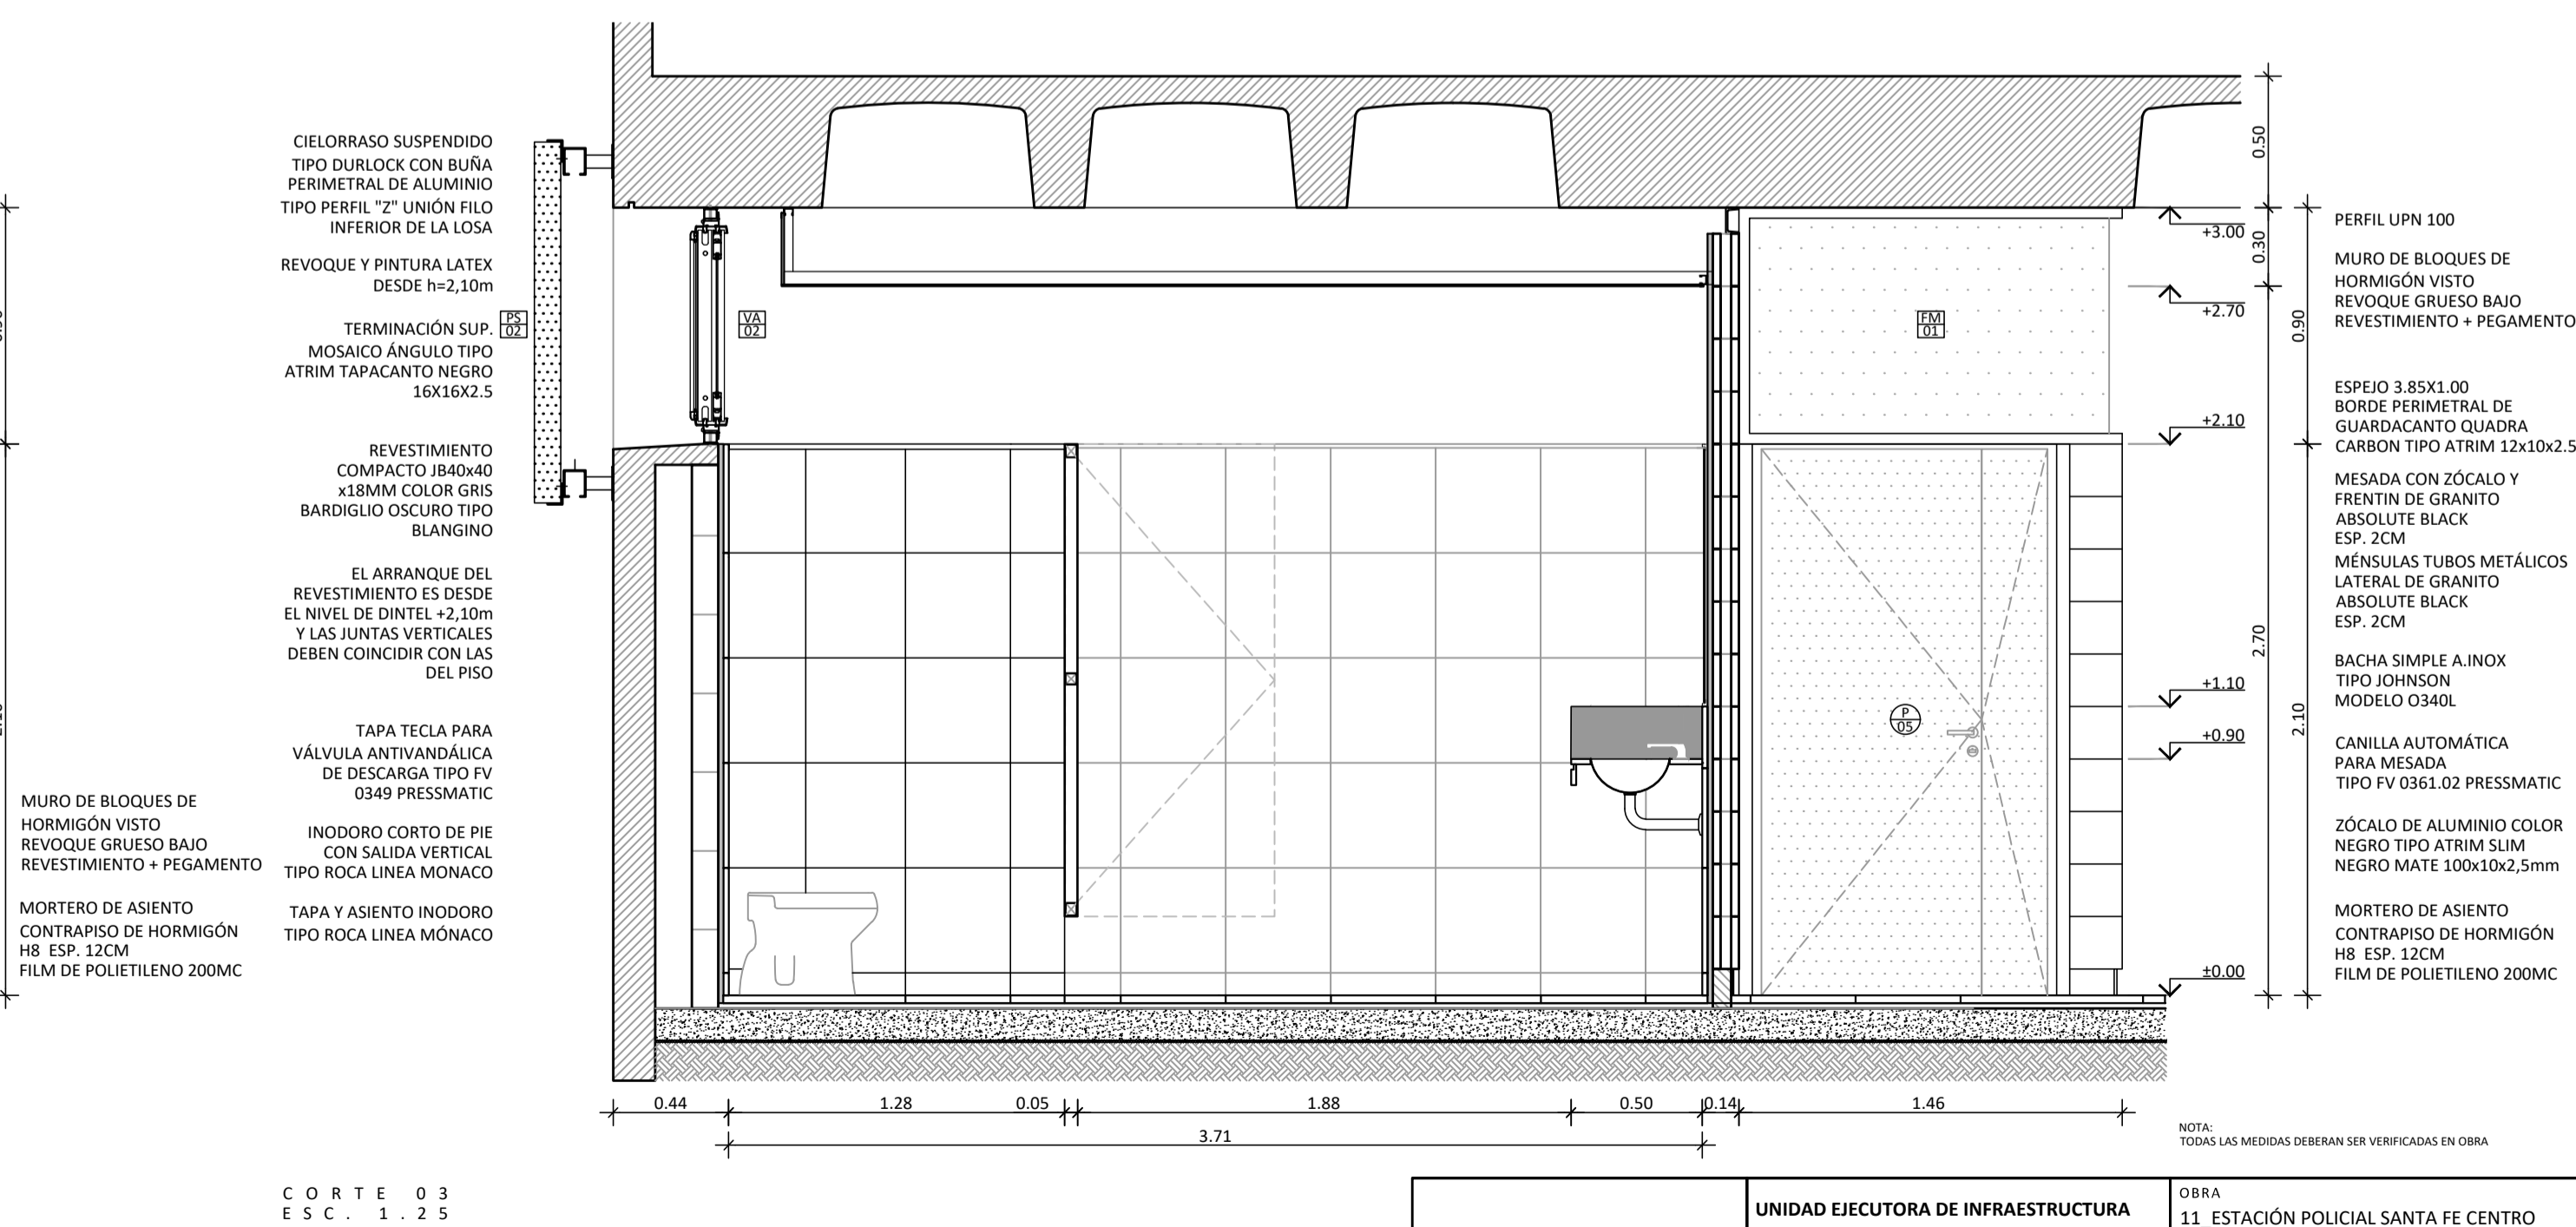 CIELORRASO SUSPENDIDO
TIPO DURLOCK CON BUÑA
PERIMETRAL DE ALUMINIO
TIPO PERFIL "Z" UNIÓN FILO
INFERIOR DE LA LOSA
REVOQUE Y PINTURA LATEX
DESDE h=2,10m
TERMINACIÓN SUP.
MOSAICO ÁNGULO TIPO
ATRIM TAPACANTO NEGRO
16X16X2.5
REVESTIMIENTO
COMPACTO JB40x40
x18MM COLOR GRIS
BARDIGLIO OSCURO TIPO
BLANGINO
EL ARRANQUE DEL
REVESTIMIENTO ES DESDE
EL NIVEL DE DINTEL +2,10m
Y LAS JUNTAS VERTICALES
DEBEN COINCIDIR CON LAS
DEL PISO
TAPA TECLA PARA
VÁLVULA ANTIVANDÁLICA
DE DESCARGA TIPO FV
0349 PRESSMATIC
INODORO CORTO DE PIE
CON SALIDA VERTICAL
TIPO ROCA LINEA MONACO
TAPA Y ASIENTO INODORO
TIPO ROCA LINEA MÓNACO
MURO DE BLOQUES DE
HORMIGÓN VISTO
REVOQUE GRUESO BAJO
REVESTIMIENTO + PEGAMENTO
MORTERO DE ASIENTO
CONTRAPISO DE HORMIGÓN
H8 ESP. 12CM
FILM DE POLIETILENO 200MC
PS
02
VA
02
FM
01
P
05
0.50
0.30
0.90
2.70
2.10
+3.00
+2.70
+2.10
+1.10
+0.90
±0.00
PERFIL UPN 100
MURO DE BLOQUES DE
HORMIGÓN VISTO
REVOQUE GRUESO BAJO
REVESTIMIENTO + PEGAMENTO
ESPEJO 3.85X1.00
BORDE PERIMETRAL DE
GUARDACANTO QUADRA
CARBON TIPO ATRIM 12x10x2.5
MESADA CON ZÓCALO Y
FRENTIN DE GRANITO
ABSOLUTE BLACK
ESP. 2CM
MÉNSULAS TUBOS METÁLICOS
LATERAL DE GRANITO
ABSOLUTE BLACK
ESP. 2CM
BACHA SIMPLE A.INOX
TIPO JOHNSON
MODELO O340L
CANILLA AUTOMÁTICA
PARA MESADA
TIPO FV 0361.02 PRESSMATIC
ZÓCALO DE ALUMINIO COLOR
NEGRO TIPO ATRIM SLIM
NEGRO MATE 100x10x2,5mm
MORTERO DE ASIENTO
CONTRAPISO DE HORMIGÓN
H8 ESP. 12CM
FILM DE POLIETILENO 200MC
0.44 1.28 0.05 1.88 0.50 0.14 1.46
3.71
NOTA:
TODAS LAS MEDIDAS DEBERAN SER VERIFICADAS EN OBRA
CORTE 03
ESC. 1.25
UNIDAD EJECUTORA DE INFRAESTRUCTURA
OBRA
11_ESTACIÓN POLICIAL SANTA FE CENTRO